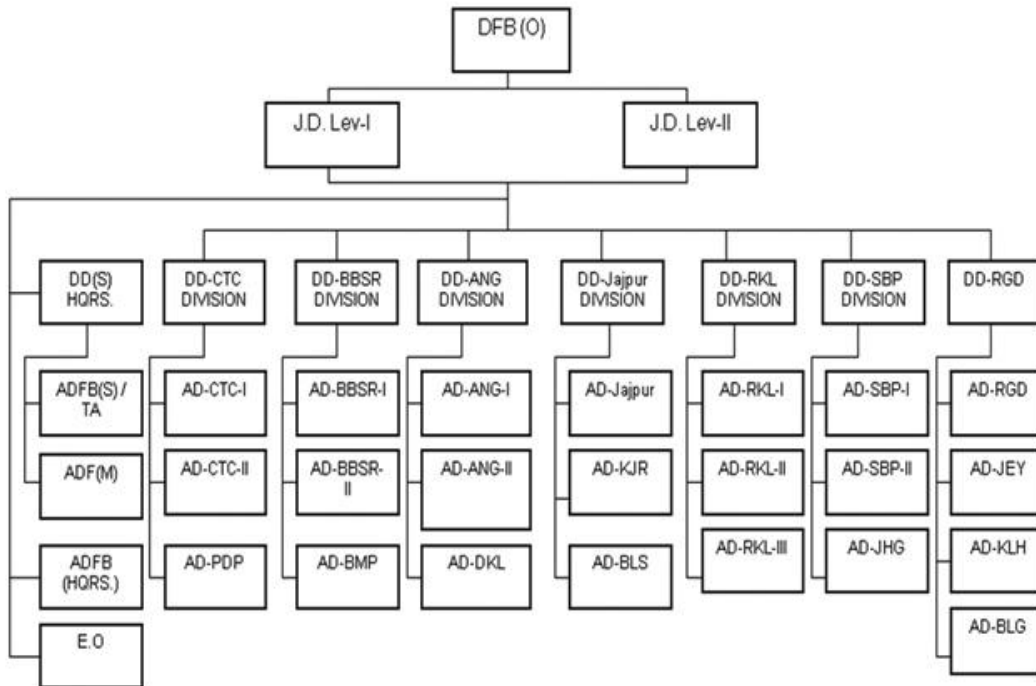 DFB (O)
J.D. Lev-I
J.D. Lev-II
DD(S)
HQRS.
DD-CTC
DIVISION
DD-BBSR
DIVISION
DD-ANG
DIVISION
DD-Jajpur
DIVISION
DD-RKL
DIVISION
DD-SBP
DIVISION
DD-RGD
ADFB(S) /
TA
AD-CTC-I
AD-BBSR-I
AD-ANG-I
AD-Jajpur
AD-RKL-I
AD-SBP-I
AD-RGD
ADF(M)
AD-CTC-II
AD-BBSR-
II
AD-ANG-II
AD-KJR
AD-RKL-II
AD-SBP-II
AD-JEY
ADFB
(HQRS.)
AD-PDP
AD-BMP
AD-DKL
AD-BLS
AD-RKL-III
AD-JHG
AD-KLH
E.O
AD-BLG